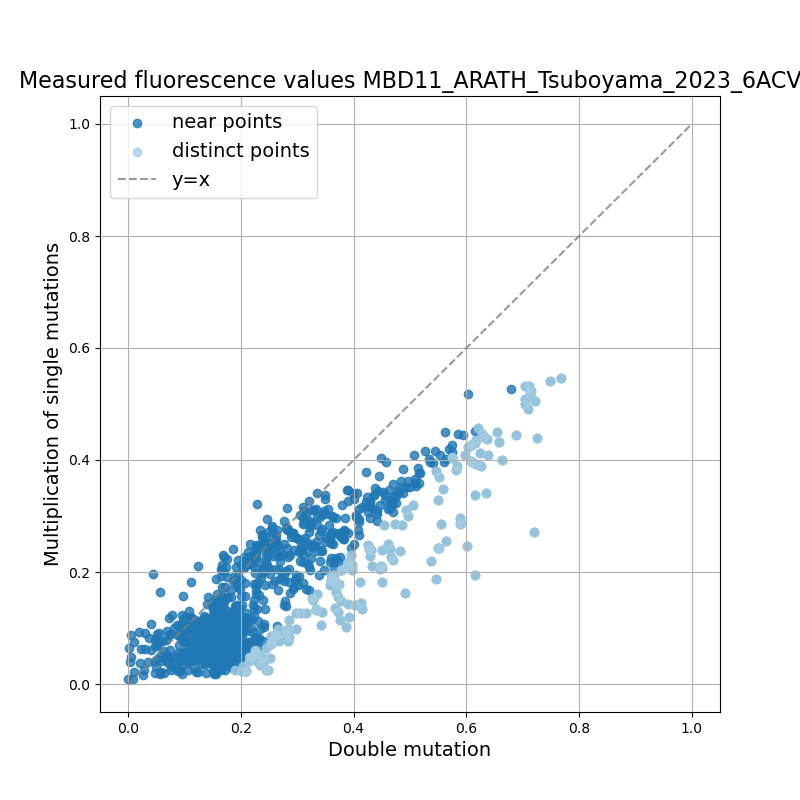 Measured fluorescence values MBD11_ARATH_Tsuboyama_2023_6ACV
near points
distinct points
y=x
1.0
0.8
0.6
0.4
0.2
0.0
Multiplication of single mutations
0.0 0.2 0.4 0.6 0.8 1.0
Double mutation